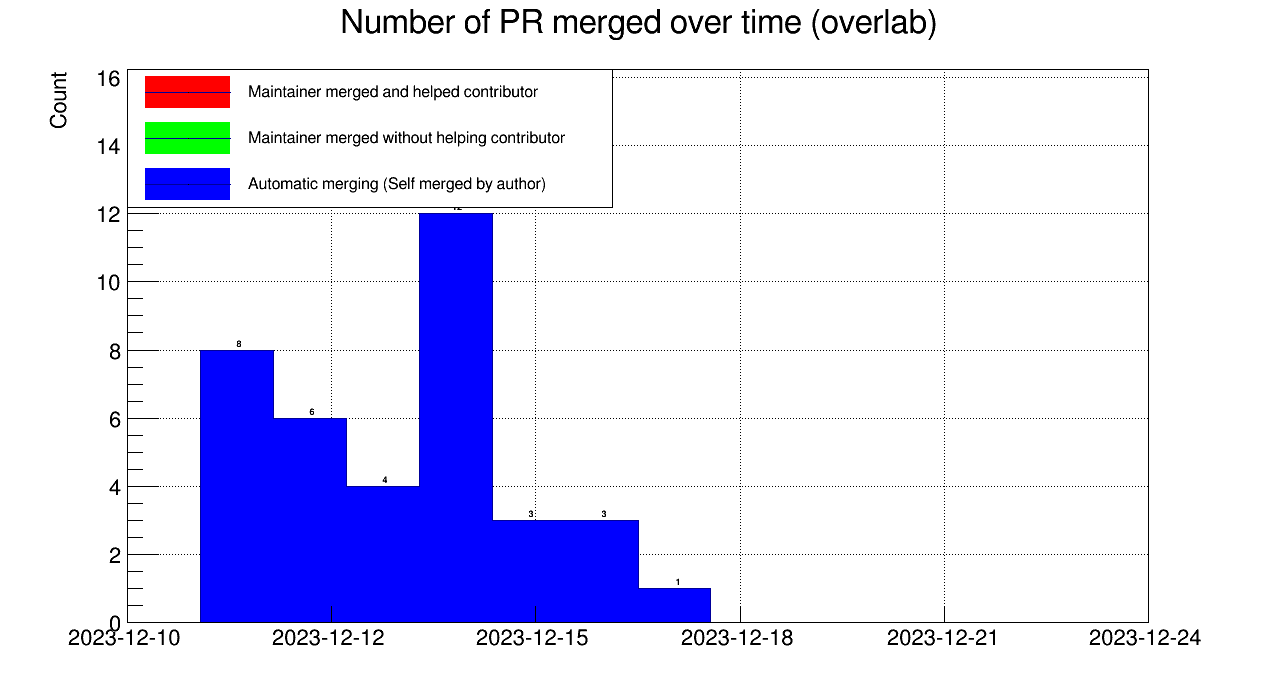 Number of PR merged over time (overlab)
Count
16
14
12
10
8
6
4
2
0
Maintainer merged and helped contributor
Maintainer merged without helping contributor
Automatic merging (Self merged by author)
8
6
4
3
3
1
2023-12-10 2023-12-12 2023-12-15 2023-12-18 2023-12-21 2023-12-24